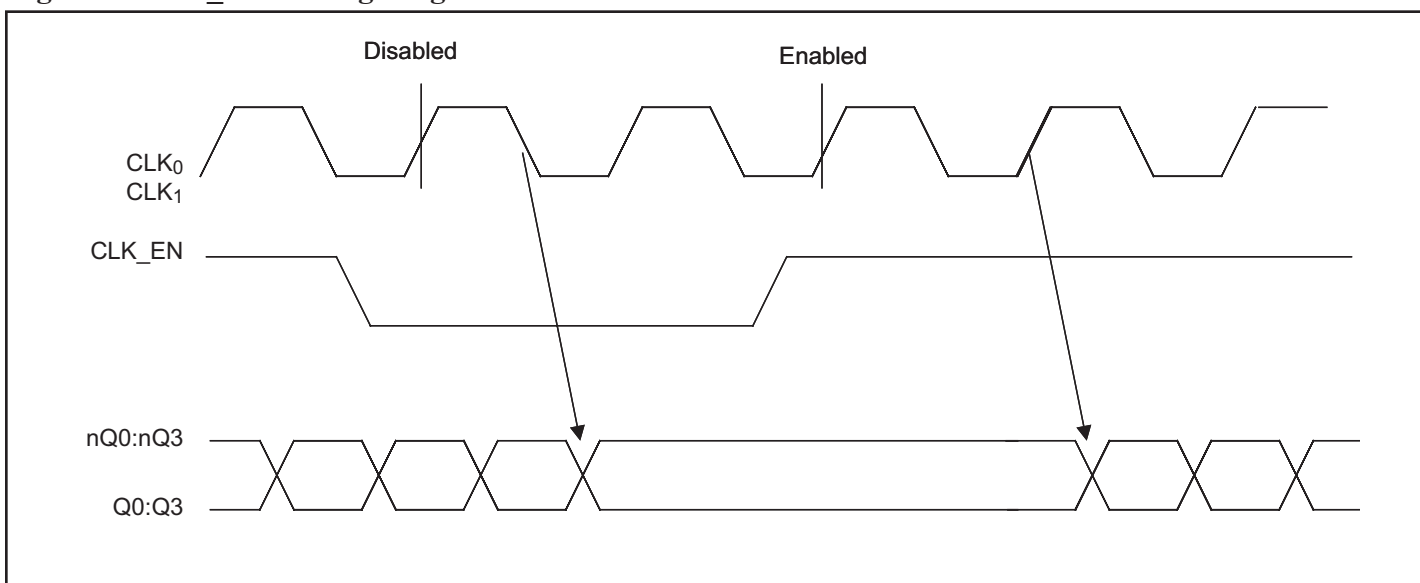 Disabled
Enabled
CLK0
CLK1
CLK_EN
nQ0:nQ3
Q0:Q3